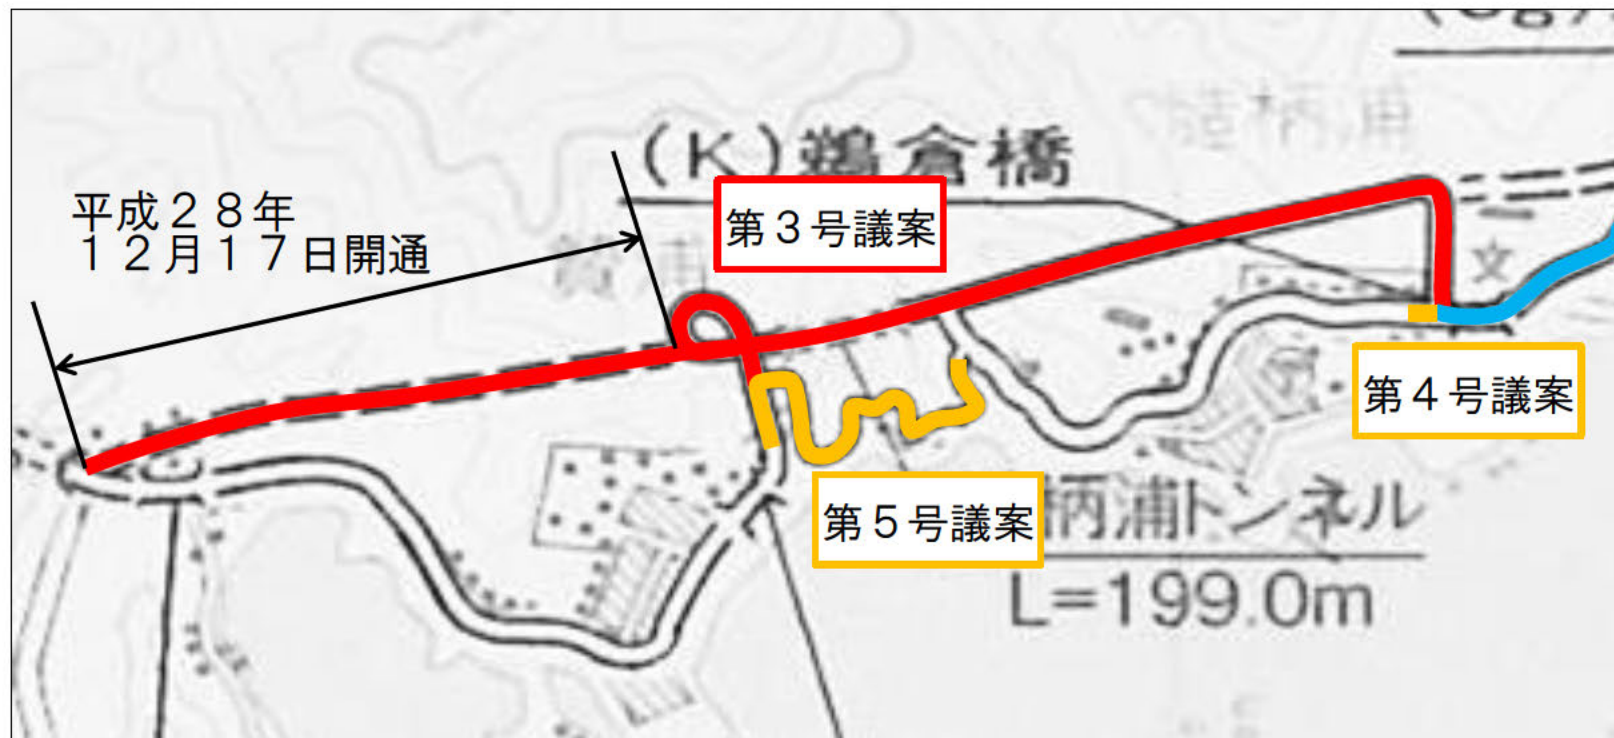 (K)鵜倉橋
平成２８年
１２月１７日開通
第３号議案
文
第４号議案
第５号議案
柄浦トンネル
L=199.0m